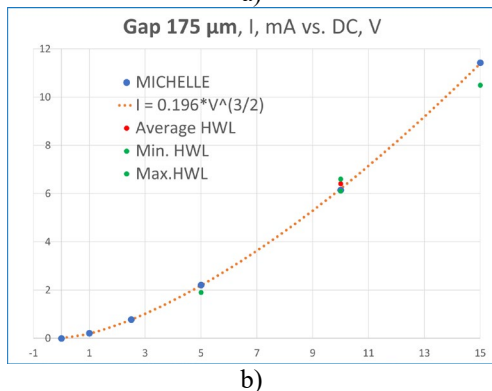 a)
Gap 175 µm, I, mA vs. DC, V
12
10
8
6
4
2
0
MICHELLE
I = 0.196*V^(3/2)
Average HWL
Min. HWL
Max.HWL
-1 1 3 5 7 9 11 13 15
b)